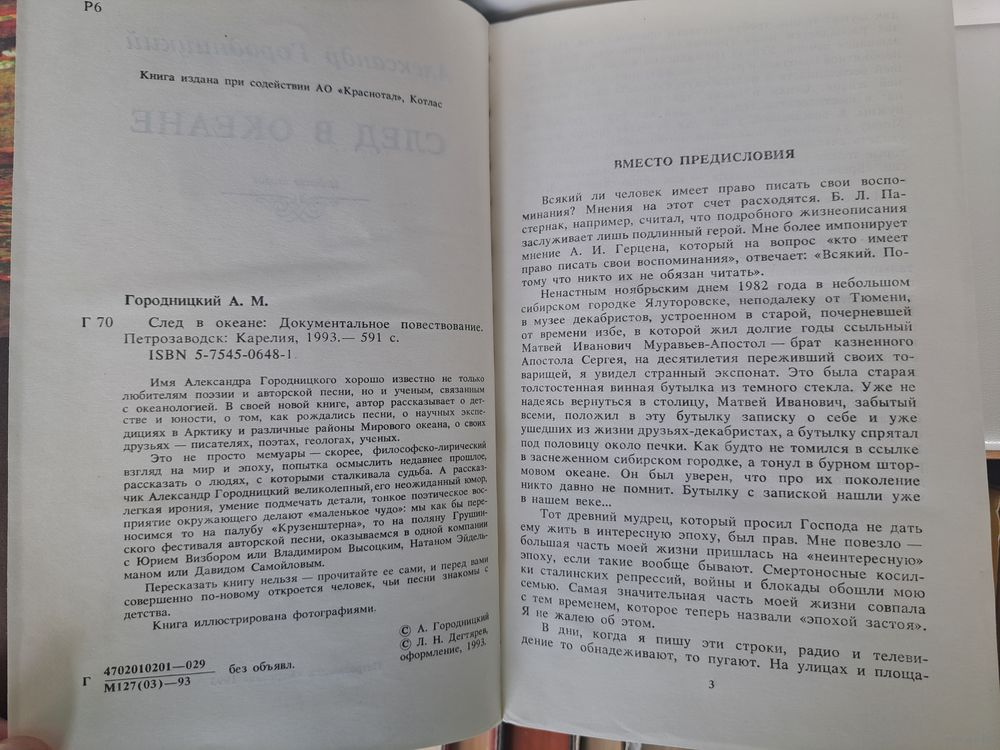 Р6
Книга издана при содействии АО «Краснотал», Котлас
Городницкий А. М.
Г 70 След в океане: Документальное повествование.
Петрозаводск: Карелия, 1993.— 591 с.
ISBN 5-7545-0648-1
Имя Александра Городницкого хорошо известно не только
любителям поэзии и авторской песни, но и ученым, связанным
с океанологией. В своей новой книге, автор рассказывает о дет-
стве и юности, о том, как рождались песни, о научных экспе-
дициях в Арктику и различные районы Мирового океана, о своих
друзьях — писателях, поэтах, геологах, ученых.
Это не просто мемуары — скорее, философско-лирический
взгляд на мир и эпоху, попытка осмыслить недавнее прошлое,
рассказать о людях, с которыми сталкивала судьба. А рассказ-
чик Александр Городницкий великолепный, его неожиданный юмор,
легкая ирония, умение подмечать детали, тонкое поэтическое вос-
приятие окружающего делают «маленькое чудо»: мы как бы пере-
носимся то на палубу «Крузенштерна», то на поляну Грушин-
ского фестиваля авторской песни, оказываемся в одной компании
с Юрием Визбором или Владимиром Высоцким, Натаном Эйдель-
маном или Давидом Самойловым.
Пересказать книгу нельзя — прочитайте ее сами, и перед вами
совершенно по-новому откроется человек, чьи песни знакомы с
детства.
Книга иллюстрирована фотографиями.
Г 4702010201—029 без объявл.
М127(03)—93
© А. Городницкий
© Л. Н. Дегтярев,
оформление, 1993.
ВМЕСТО ПРЕДИСЛОВИЯ
Всякий ли человек имеет право писать свои воспо-
минания? Мнения на этот счет расходятся. Б. Л. Па-
стернак, например, считал, что подробного жизнеописания
заслуживает лишь подлинный герой. Мне более импонирует
мнение А. И. Герцена, который на вопрос «кто имеет
право писать свои воспоминания», отвечает: «Всякий. По-
тому что никто их не обязан читать».
Ненастным ноябрьским днем 1982 года в небольшом
сибирском городке Ялуторовске, неподалеку от Тюмени,
в музее декабристов, устроенном в старой, почерневшей
от времени избе, в которой жил долгие годы ссыльный
Матвей Иванович Муравьев-Апостол — брат казненного
Апостола Сергея, на десятилетия переживший своих то-
варищей, я увидел странный экспонат. Это была старая
толстостенная винная бутылка из темного стекла. Уже не
надеясь вернуться в столицу, Матвей Иванович, забытый
всеми, положил в эту бутылку записку о себе и уже
ушедших из жизни друзьях-декабристах, а бутылку спрятал
под половицу около печки. Как будто не томился в ссылке
в заснеженном сибирском городке, а тонул в бурном штор-
мовом океане. Он был уверен, что про их поколение
никто давно не помнит. Бутылку с запиской нашли уже
в нашем веке...
Тот древний мудрец, который просил Господа не дать
ему жить в интересную эпоху, был прав. Мне повезло —
большая часть моей жизни пришлась на «неинтересную»
эпоху, если такие вообще бывают. Смертоносные косил-
ки сталинских репрессий, войны и блокады обошли мою
семью. Самая значительная часть моей жизни совпала
с тем временем, которое теперь назвали «эпохой застоя».
Я не жалею об этом.
В дни, когда я пишу эти строки, радио и телеви-
дение то обнадеживают, то пугают. На улицах и площа-
3